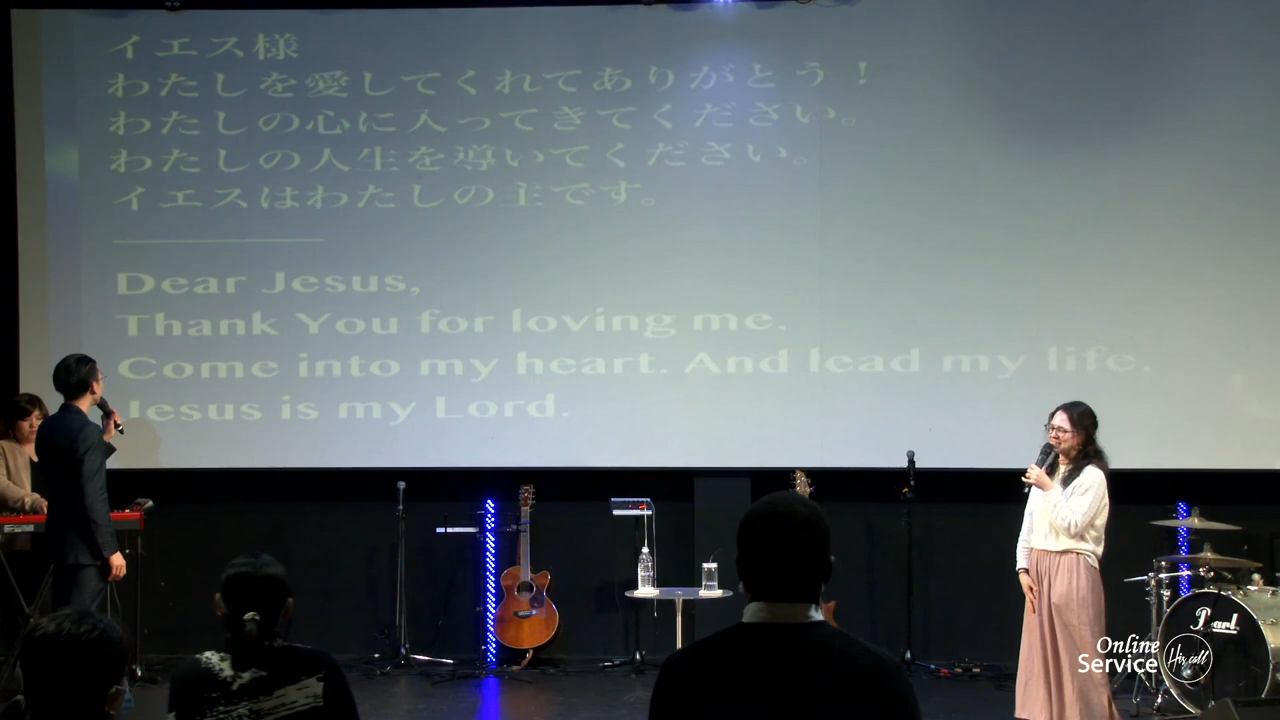 イエス様
わたしを愛してくれてありがとう！
わたしの心に入ってきてください。
わたしの人生を導いてください。
イエスはわたしの主です。
Dear Jesus,
Thank You for loving me.
Come into my heart. And lead my life.
Jesus is my Lord.
Pearl
Online
Service
His call